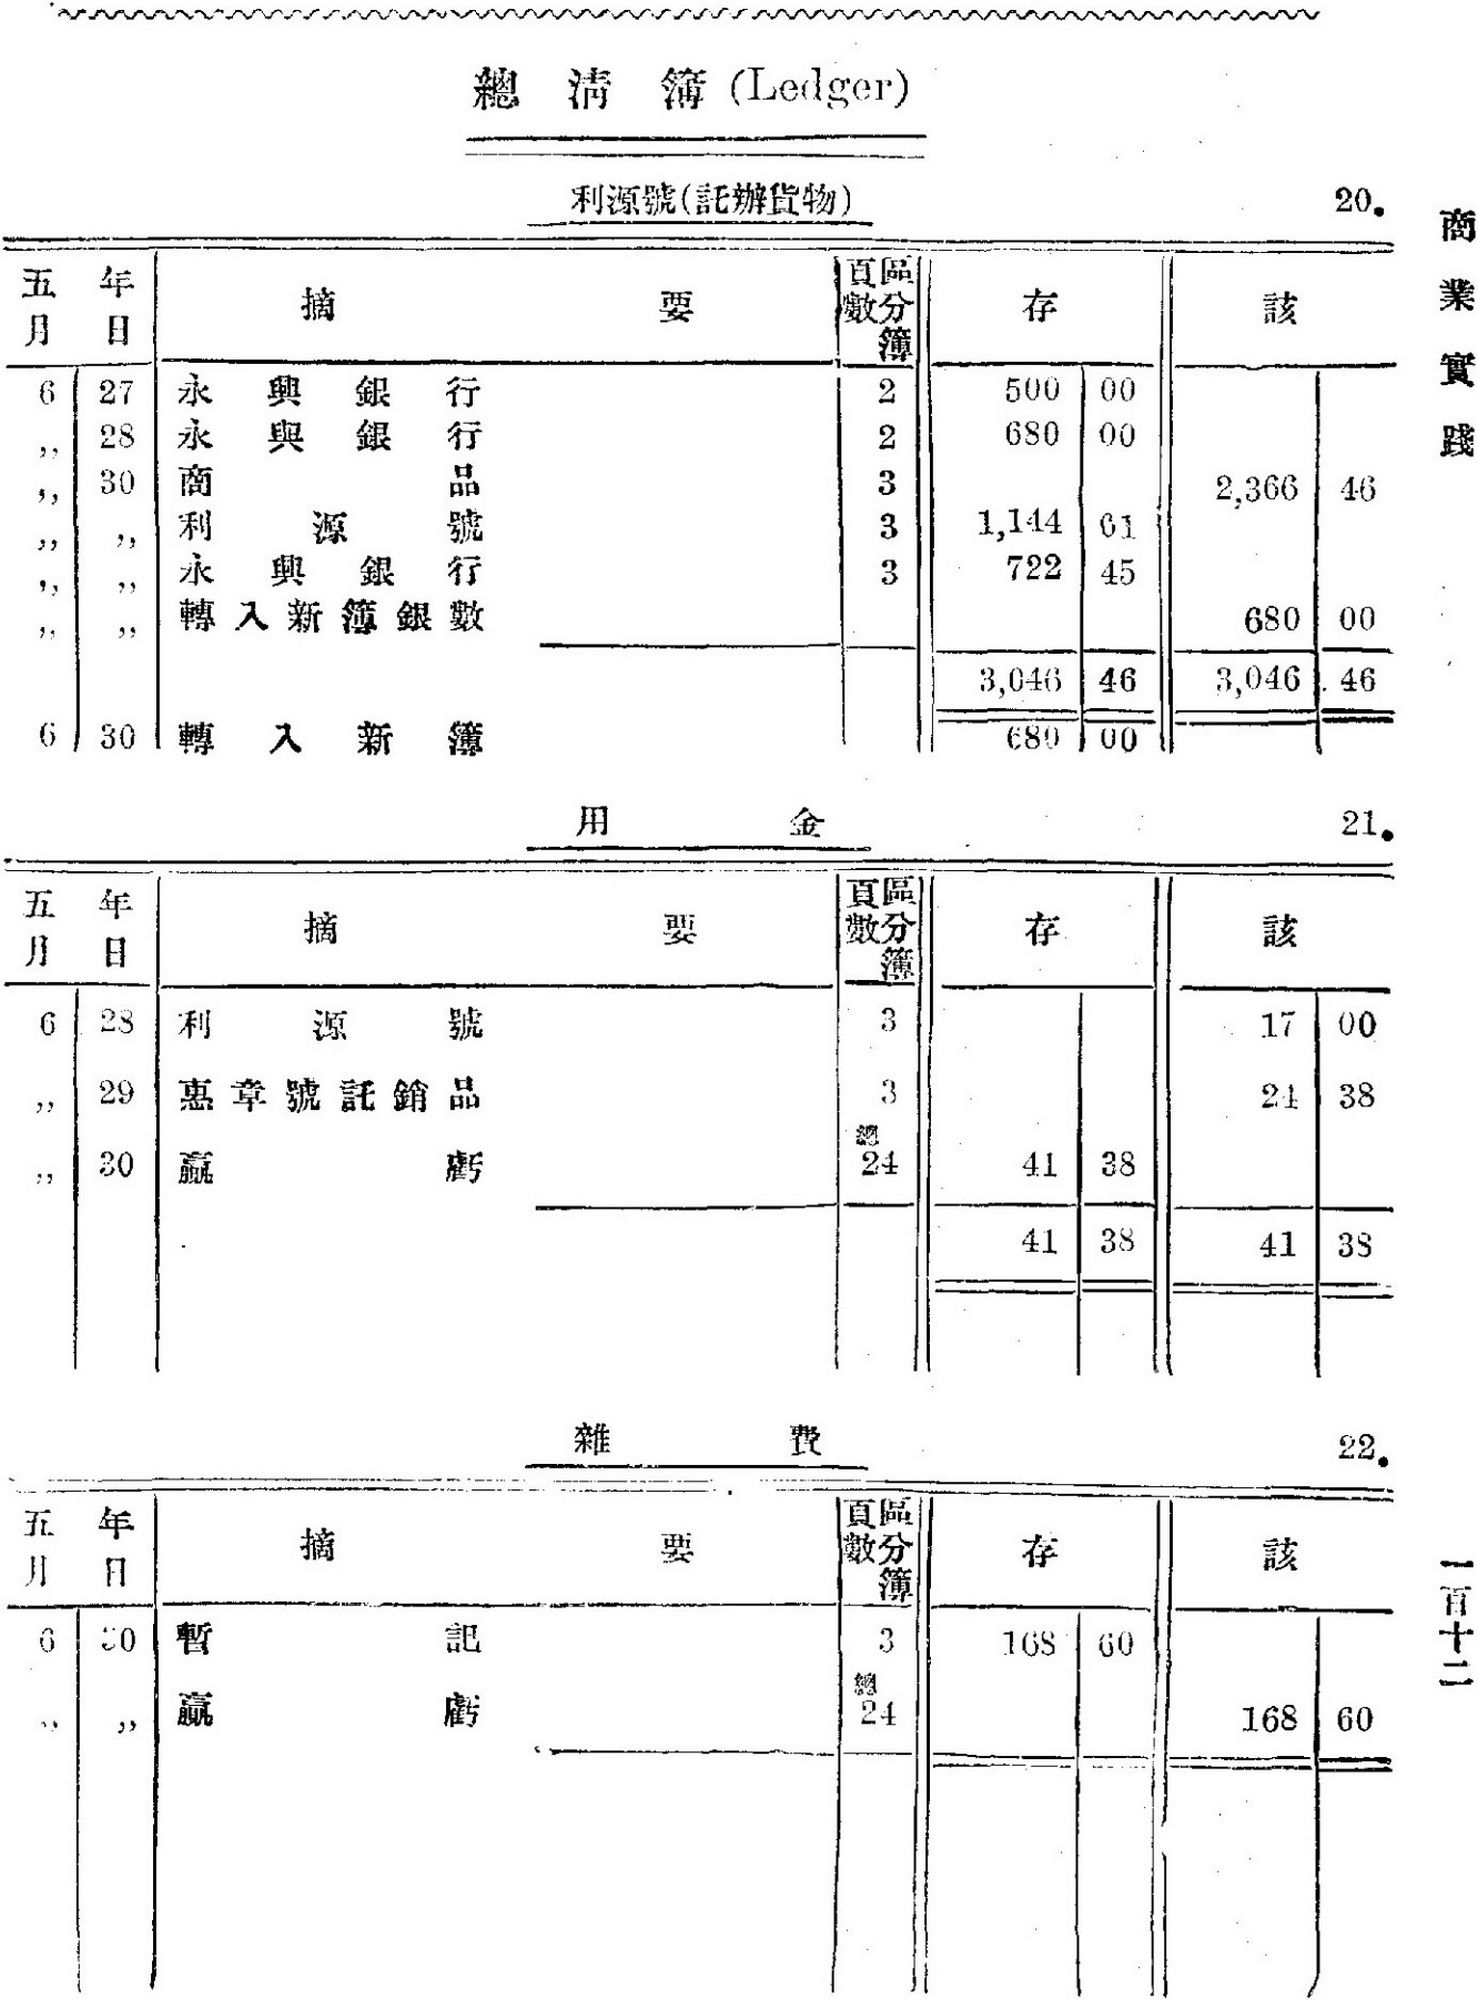 總清簿 (Ledger)
利源號(託辦貨物) 20.
五年 摘要 區分簿頁數 存 該
月 日
6 27 永興銀行 2 500 00
,, 28 永興銀行 2 680 00
,, 30 商品 3 2,366 46
,, ,, 利源號 3 1,144 01
,, ,, 永興銀行 3 722 45
,, ,, 轉入新簿銀數 680 00
3,046 46 3,046 46
6 30 轉入新簿 680 00
用金 21.
五年 摘要 區分簿頁數 存 該
月 日
6 28 利源號 3 17 00
,, 29 惠章號託銷品 3 24 38
,, 30 贏虧 總24 41 38
41 38 41 38
雜費 22.
五年 摘要 區分簿頁數 存 該
月 日
6 30 暫記 3 168 60
,, ,, 贏虧 總24 168 60
商業實踐
一百十二